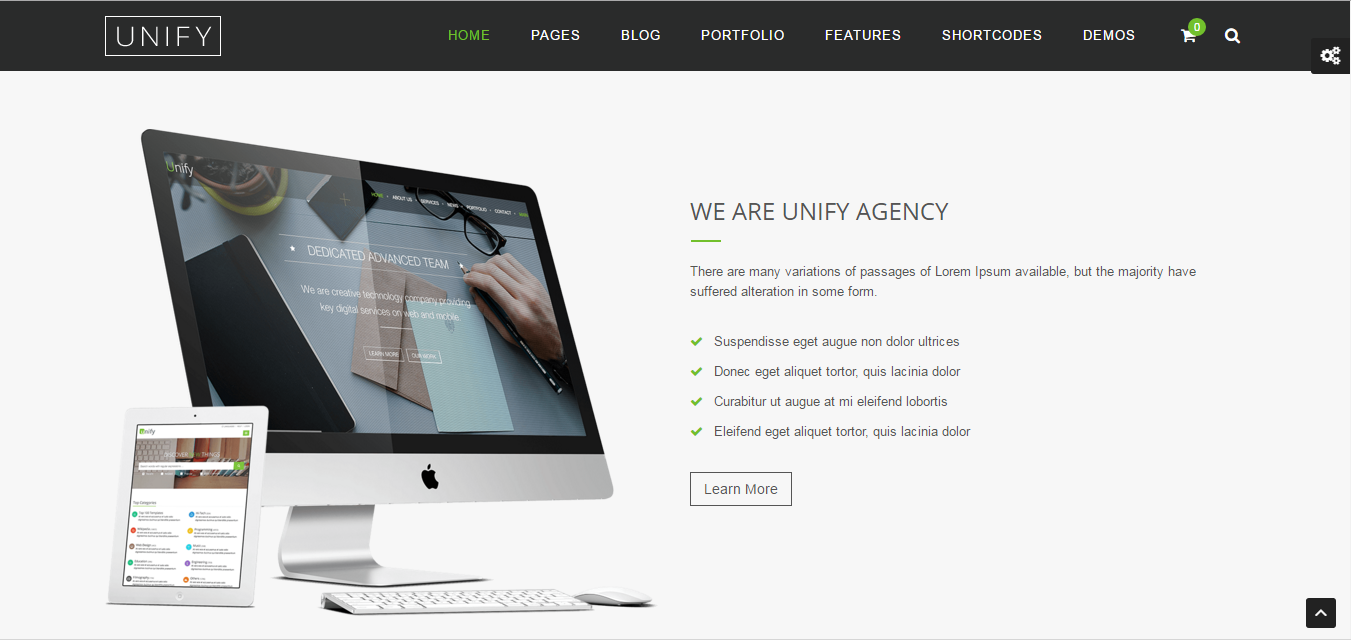 UNIFY
HOME PAGES BLOG PORTFOLIO FEATURES SHORTCODES DEMOS 0
Unify
HOME ABOUT US SERVICES NEWS PORTFOLIO CONTACT
DEDICATED ADVANCED TEAM
We are creative technology company providing
key digital services on web and mobile
LEARN MORE OUR WORK
Unify
DISCOVER NEW THINGS
Top Categories
WE ARE UNIFY AGENCY
There are many variations of passages of Lorem Ipsum available, but the majority have
suffered alteration in some form.
Suspendisse eget augue non dolor ultrices
Donec eget aliquet tortor, quis lacinia dolor
Curabitur ut augue at mi eleifend lobortis
Eleifend eget aliquet tortor, quis lacinia dolor
Learn More